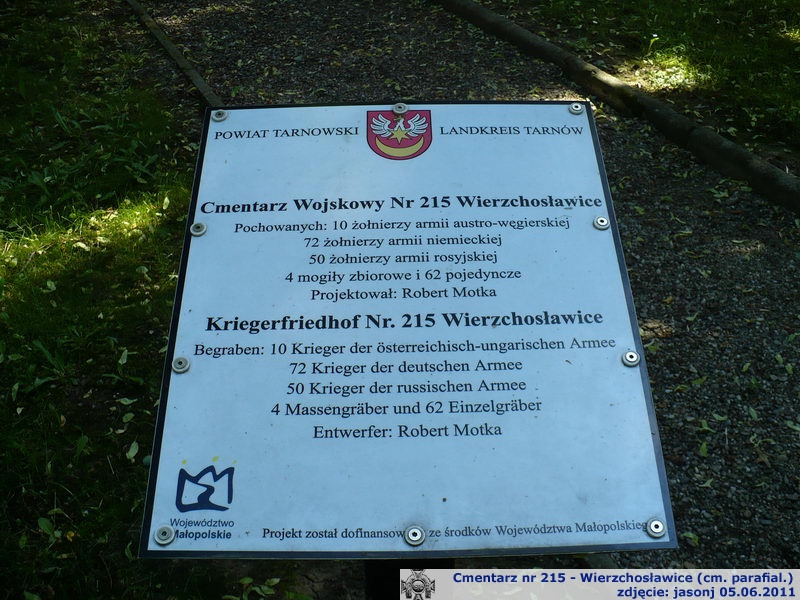 POWIAT TARNOWSKI LANDKREIS TARNÓW
Cmentarz Wojskowy Nr 215 Wierzchosławice
Pochowanych: 10 żołnierzy armii austro-węgierskiej
72 żołnierzy armii niemieckiej
50 żołnierzy armii rosyjskiej
4 mogiły zbiorowe i 62 pojedyncze
Projektował: Robert Motka
Kriegerfriedhof Nr. 215 Wierzchosławice
Begraben: 10 Krieger der österreichisch-ungarischen Armee
72 Krieger der deutschen Armee
50 Krieger der russischen Armee
4 Massengräber und 62 Einzelgräber
Entwerfer: Robert Motka
Województwo
Małopolskie
Projekt został dofinansow ze środków Województwa Małopolskieg
Cmentarz nr 215 - Wierzchosławice (cm. parafial.)
zdjęcie: jasonj 05.06.2011